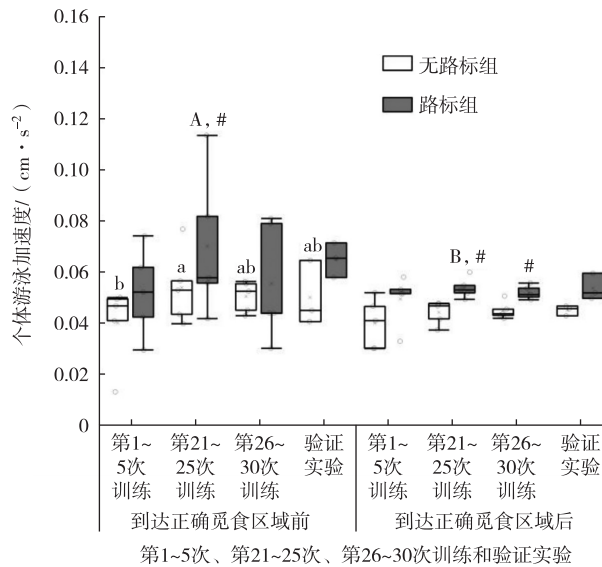 0.16
0.14
0.12
0.10
0.08
0.06
0.04
0.02
0
个体游泳加速度/(cm·s⁻²)
无路标组
路标组
A, #
b
a
ab
ab
B, #
#
第1~ 第21~ 第26~ 验证 第1~ 第21~ 第26~ 验证
5次 25次 30次 实验 5次 25次 30次 实验
训练 训练 训练 训练 训练 训练
到达正确觅食区域前 到达正确觅食区域后
第1~5次、第21~25次、第26~30次训练和验证实验